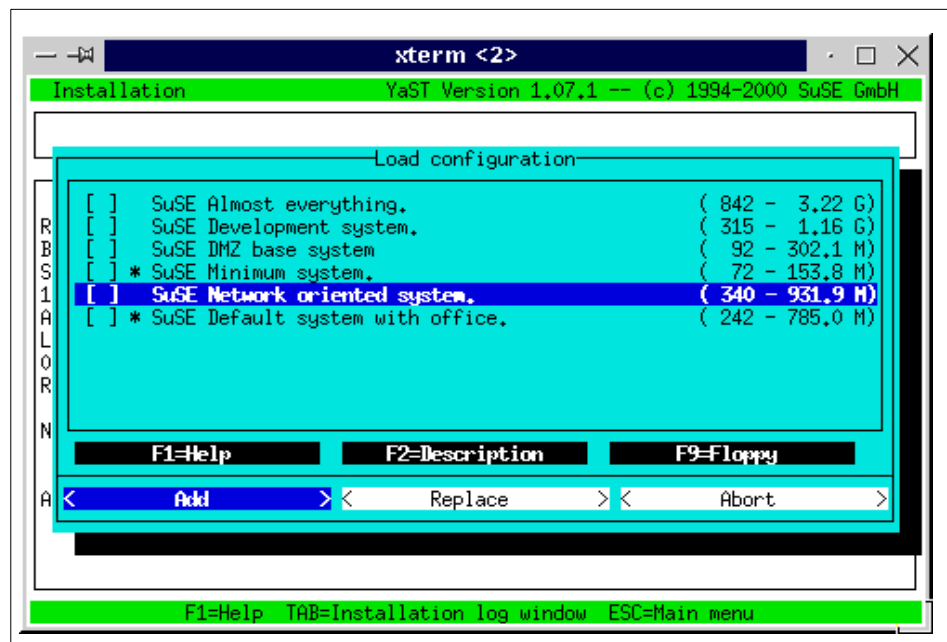 xterm <2>
Installation YaST Version 1.07.1 -- (c) 1994-2000 SuSE GmbH
Load configuration
[ ] SuSE Almost everything. ( 842 - 3.22 G)
R [ ] SuSE Development system. ( 315 - 1.16 G)
B [ ] SuSE DMZ base system ( 92 - 302.1 M)
S [ ] * SuSE Minimum system. ( 72 - 153.8 M)
1 [ ] SuSE Network oriented system. ( 340 - 931.9 M)
A [ ] * SuSE Default system with office. ( 242 - 785.0 M)
L
O
R
N
F1=Help F2=Description F9=Floppy
A < Add > < Replace > < Abort >
F1=Help TAB=Installation log window ESC=Main menu